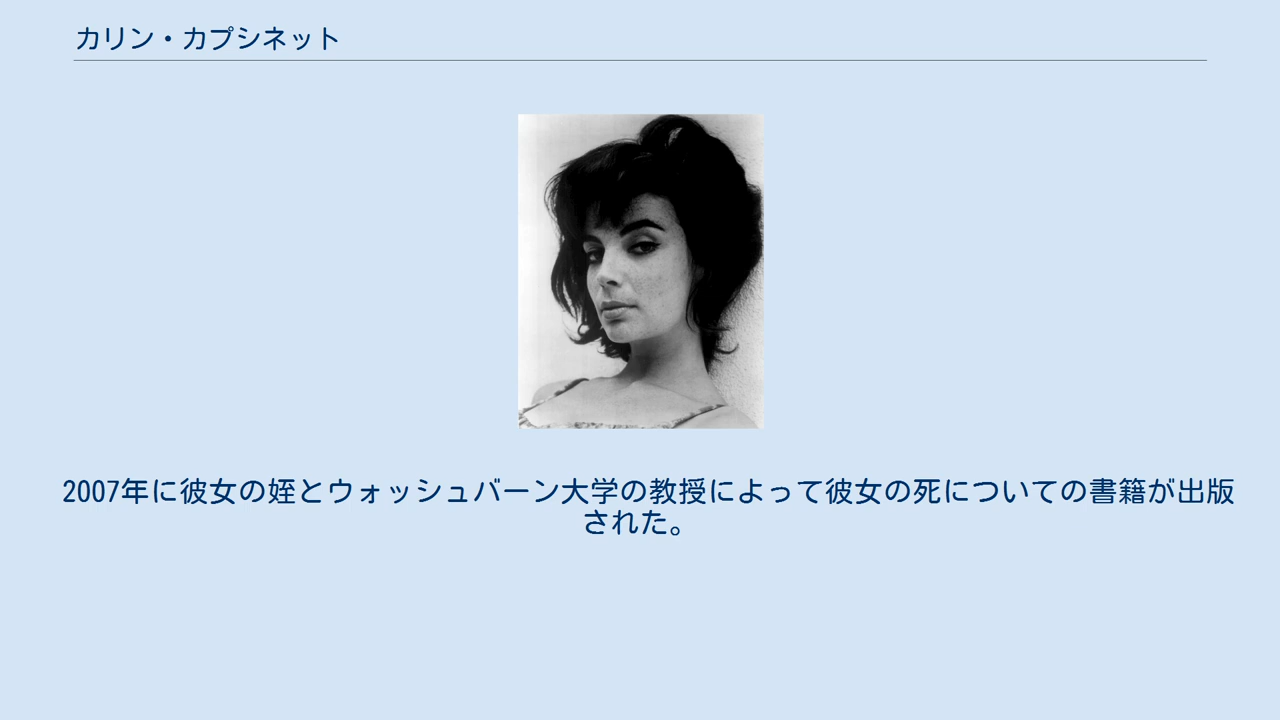 カリン・カプシネット
2007年に彼女の姪とウォッシュバーン大学の教授によって彼女の死についての書籍が出版
された。